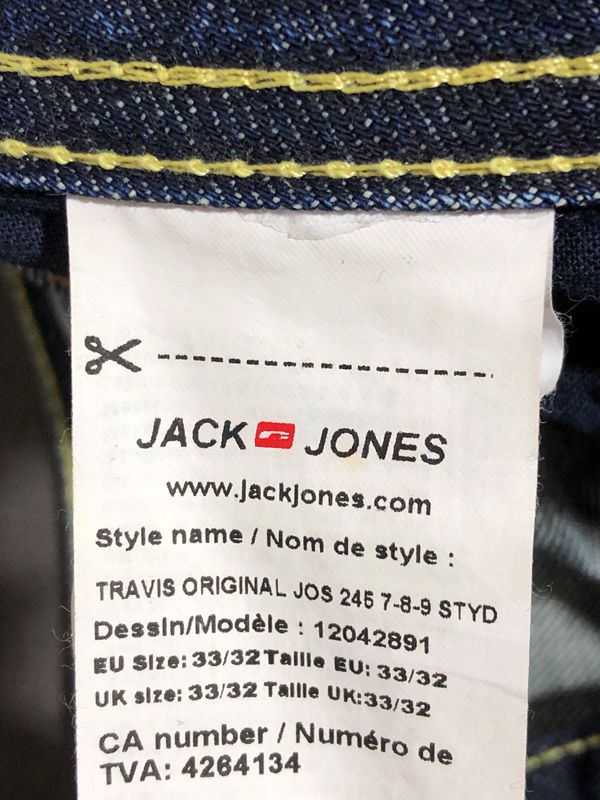 JACK JONES
www.jackjones.com
Style name / Nom de style :
TRAVIS ORIGINAL JOS 245 7-8-9 STYD
Dessin/Modèle : 12042891
EU Size: 33/32 Taille EU: 33/32
UK size: 33/32 Taille UK:33/32
CA number / Numéro de
TVA: 4264134